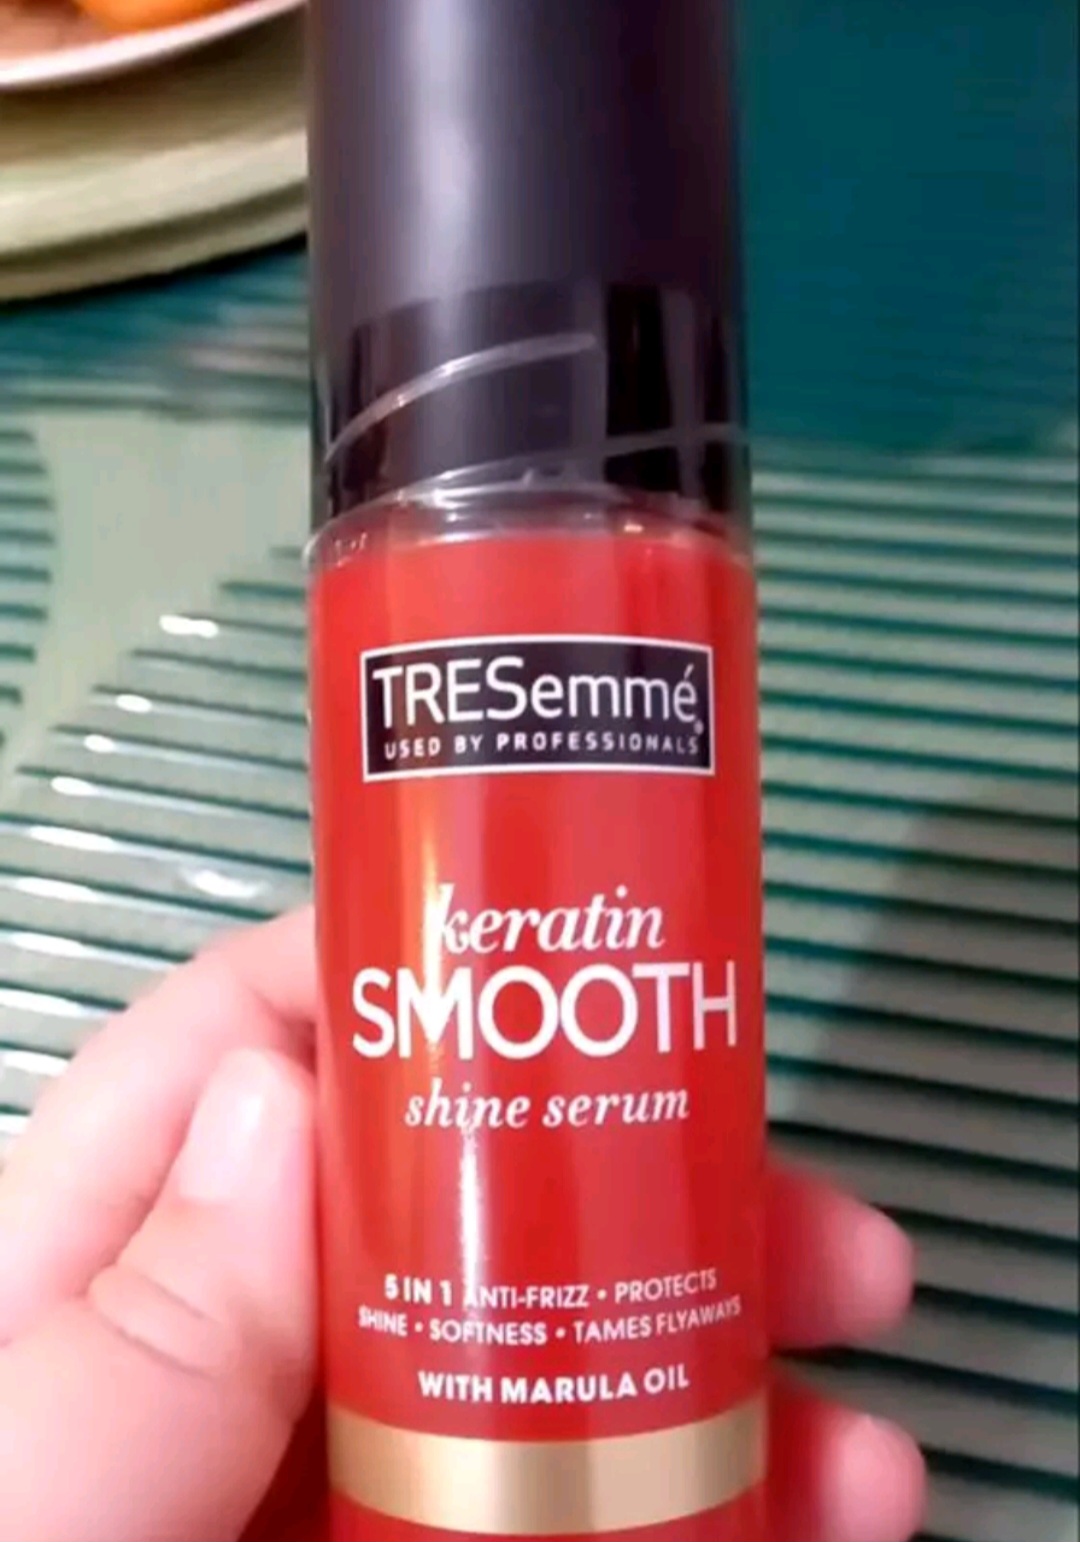 TRESemmé
USED BY PROFESSIONALS
keratin
SMOOTH
shine serum
5 IN 1 ANTI-FRIZZ • PROTECTS
SHINE • SOFTNESS • TAMES FLYAWAYS
WITH MARULA OIL